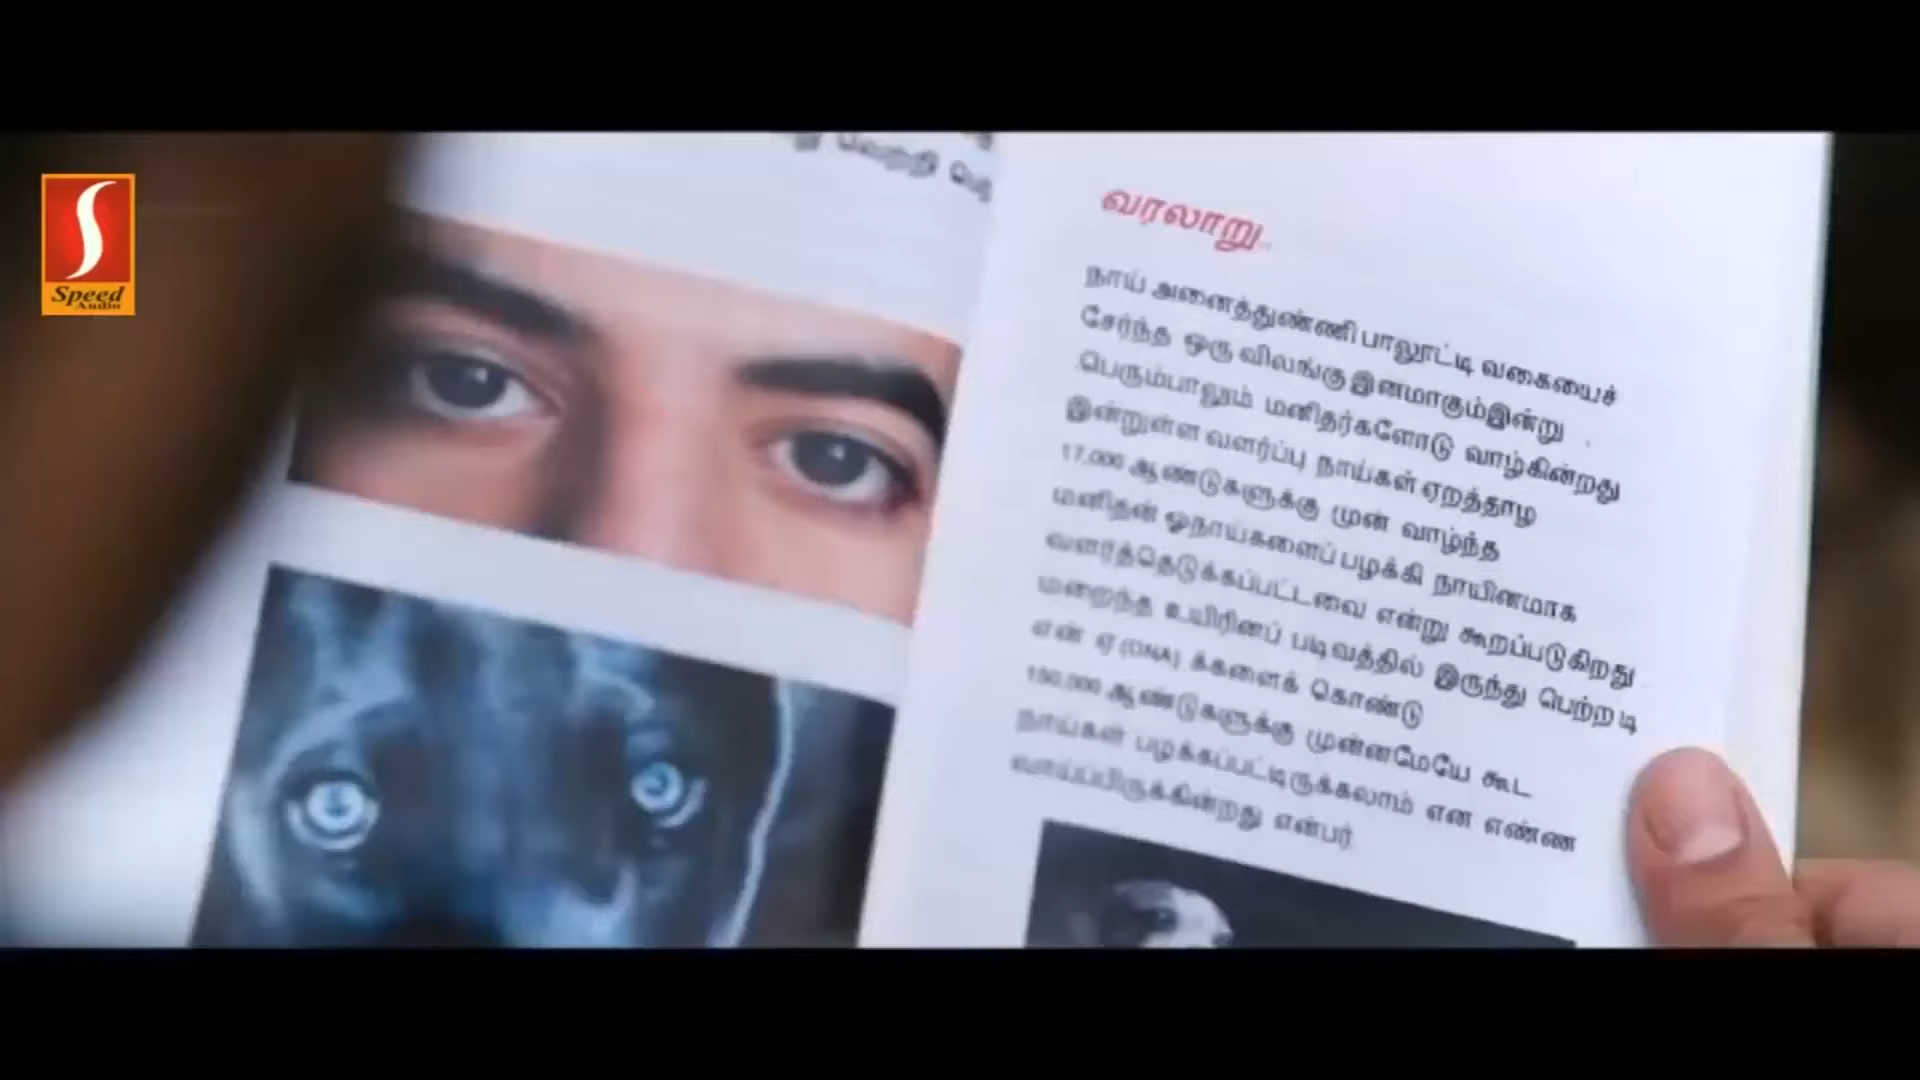 Speed
Audio
வெற்றி
வரலாறு..
நாய் அனைத்துண்ணி பாலூட்டி வகையைச்
சேர்ந்த ஒரு விலங்கு இனமாகும்இன்று
பெரும்பாலும் மனிதர்களோடு வாழ்கின்றது
இன்றுள்ள வளர்ப்பு நாய்கள் ஏறத்தாழ
17,000 ஆண்டுகளுக்கு முன் வாழ்ந்த
மனிதன் ஓநாய்களைப் பழக்கி நாயினமாக
வளர்த்தெடுக்கப்பட்டவை என்று கூறப்படுகிறது
மறைந்த உயிரினப் படிவத்தில் இருந்து பெற்ற டி
என் ஏ (DNA) க்களைக் கொண்டு
100,000 ஆண்டுகளுக்கு முன்னமேயே கூட
நாய்கள் பழக்கப்பட்டிருக்கலாம் என எண்ண
வாய்ப்பிருக்கின்றது என்பர்